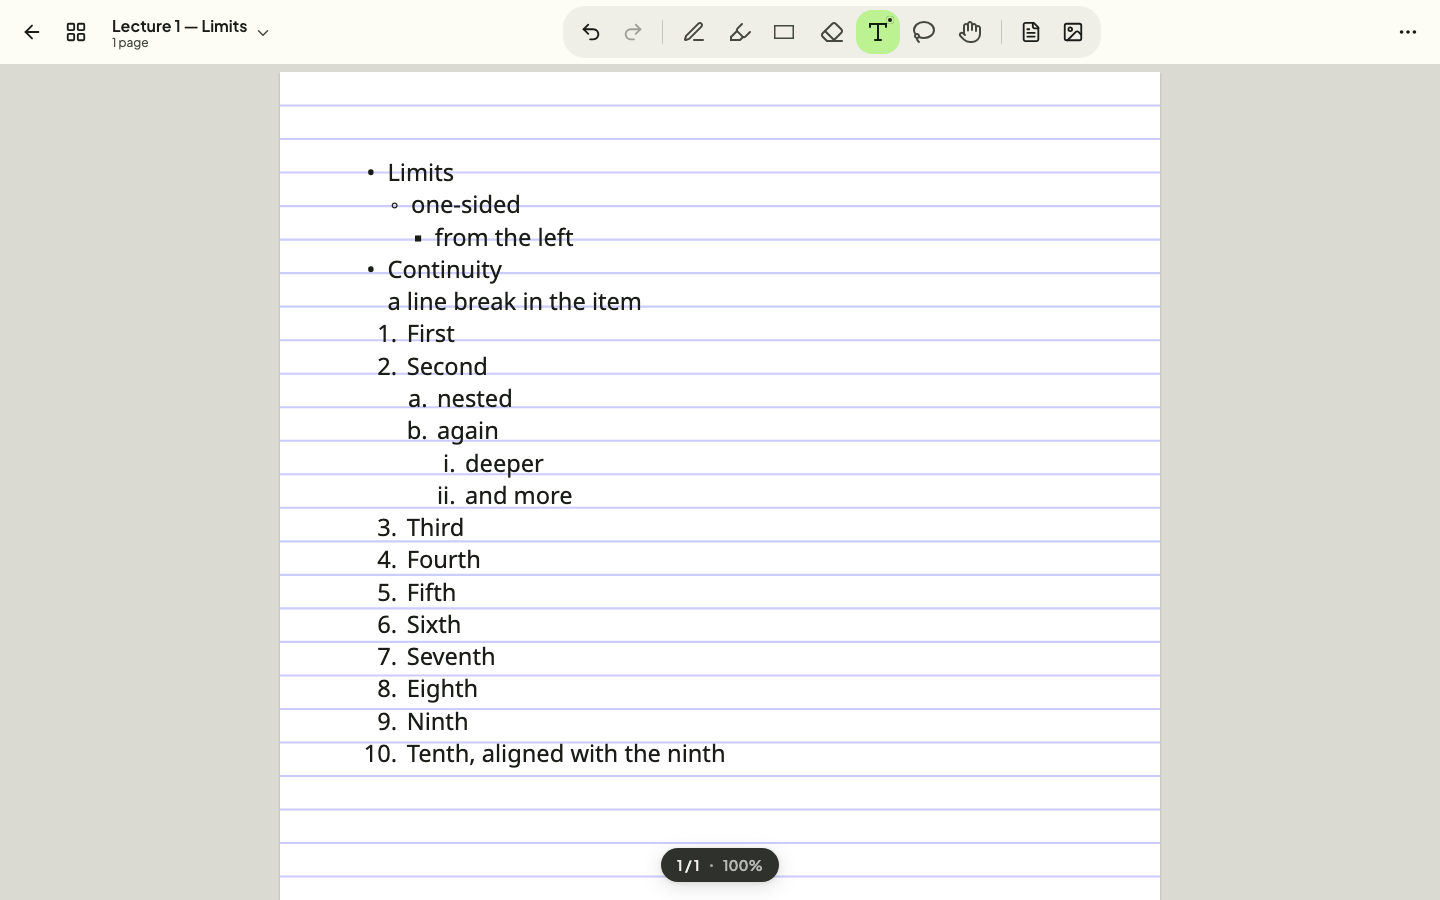 Lecture 1 — Limits
1 page
• Limits
◦ one-sided
▪ from the left
• Continuity
a line break in the item
1. First
2. Second
a. nested
b. again
i. deeper
ii. and more
3. Third
4. Fourth
5. Fifth
6. Sixth
7. Seventh
8. Eighth
9. Ninth
10. Tenth, aligned with the ninth
1 / 1 · 100%